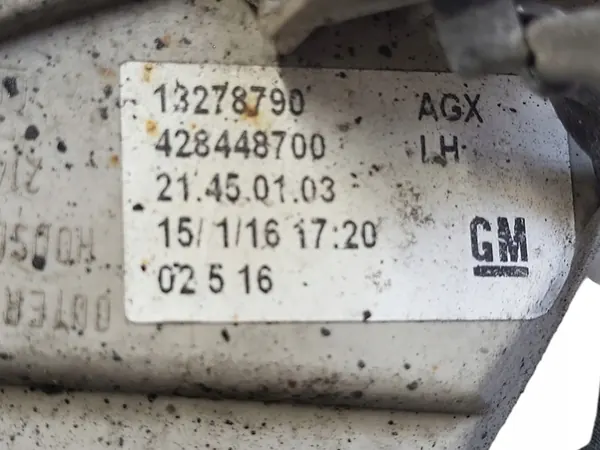 13278790 AGX
428448700 LH
21.45.01.03
15/ 1/16 17:20
02 5 16
GM